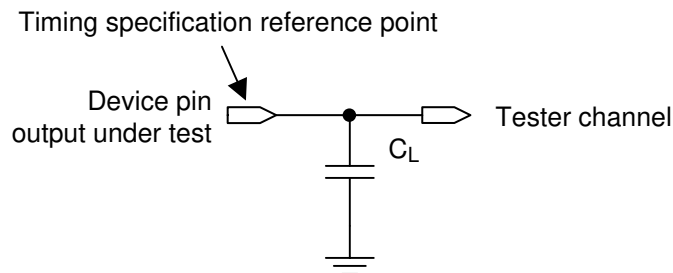 Timing specification reference point
Device pin
output under test
Tester channel
CL